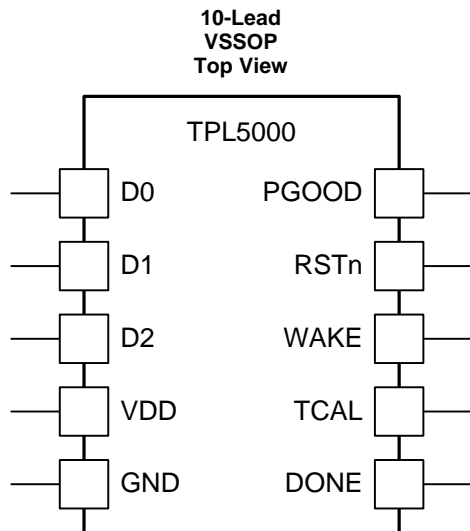 10-Lead
VSSOP
Top View
TPL5000
D0 PGOOD
D1 RSTn
D2 WAKE
VDD TCAL
GND DONE